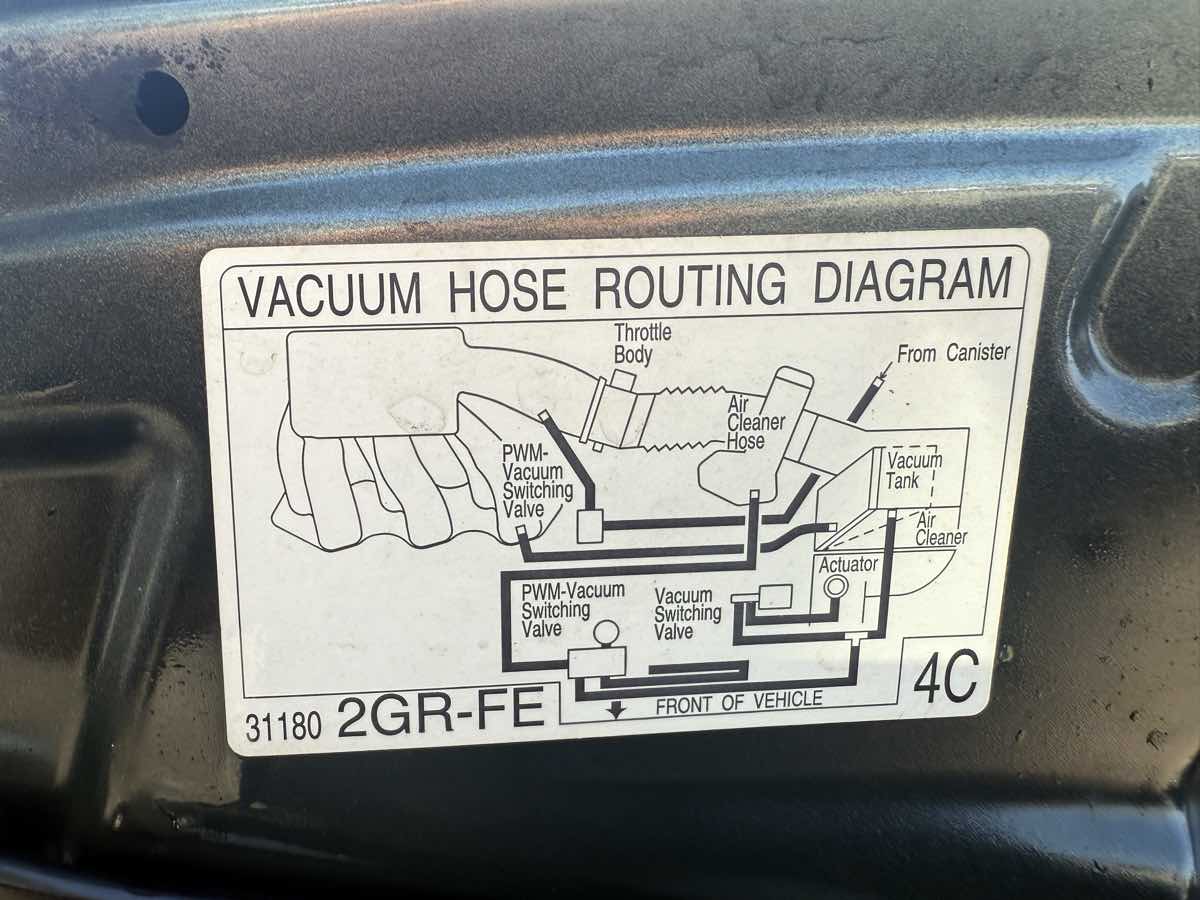 VACUUM HOSE ROUTING DIAGRAM
Throttle
Body
From Canister
Air
Cleaner
Hose
PWM-
Vacuum
Switching
Valve
Vacuum
Tank
Air
Cleaner
Actuator
PWM-Vacuum
Switching
Valve
Vacuum
Switching
Valve
FRONT OF VEHICLE
4C
31180 2GR-FE